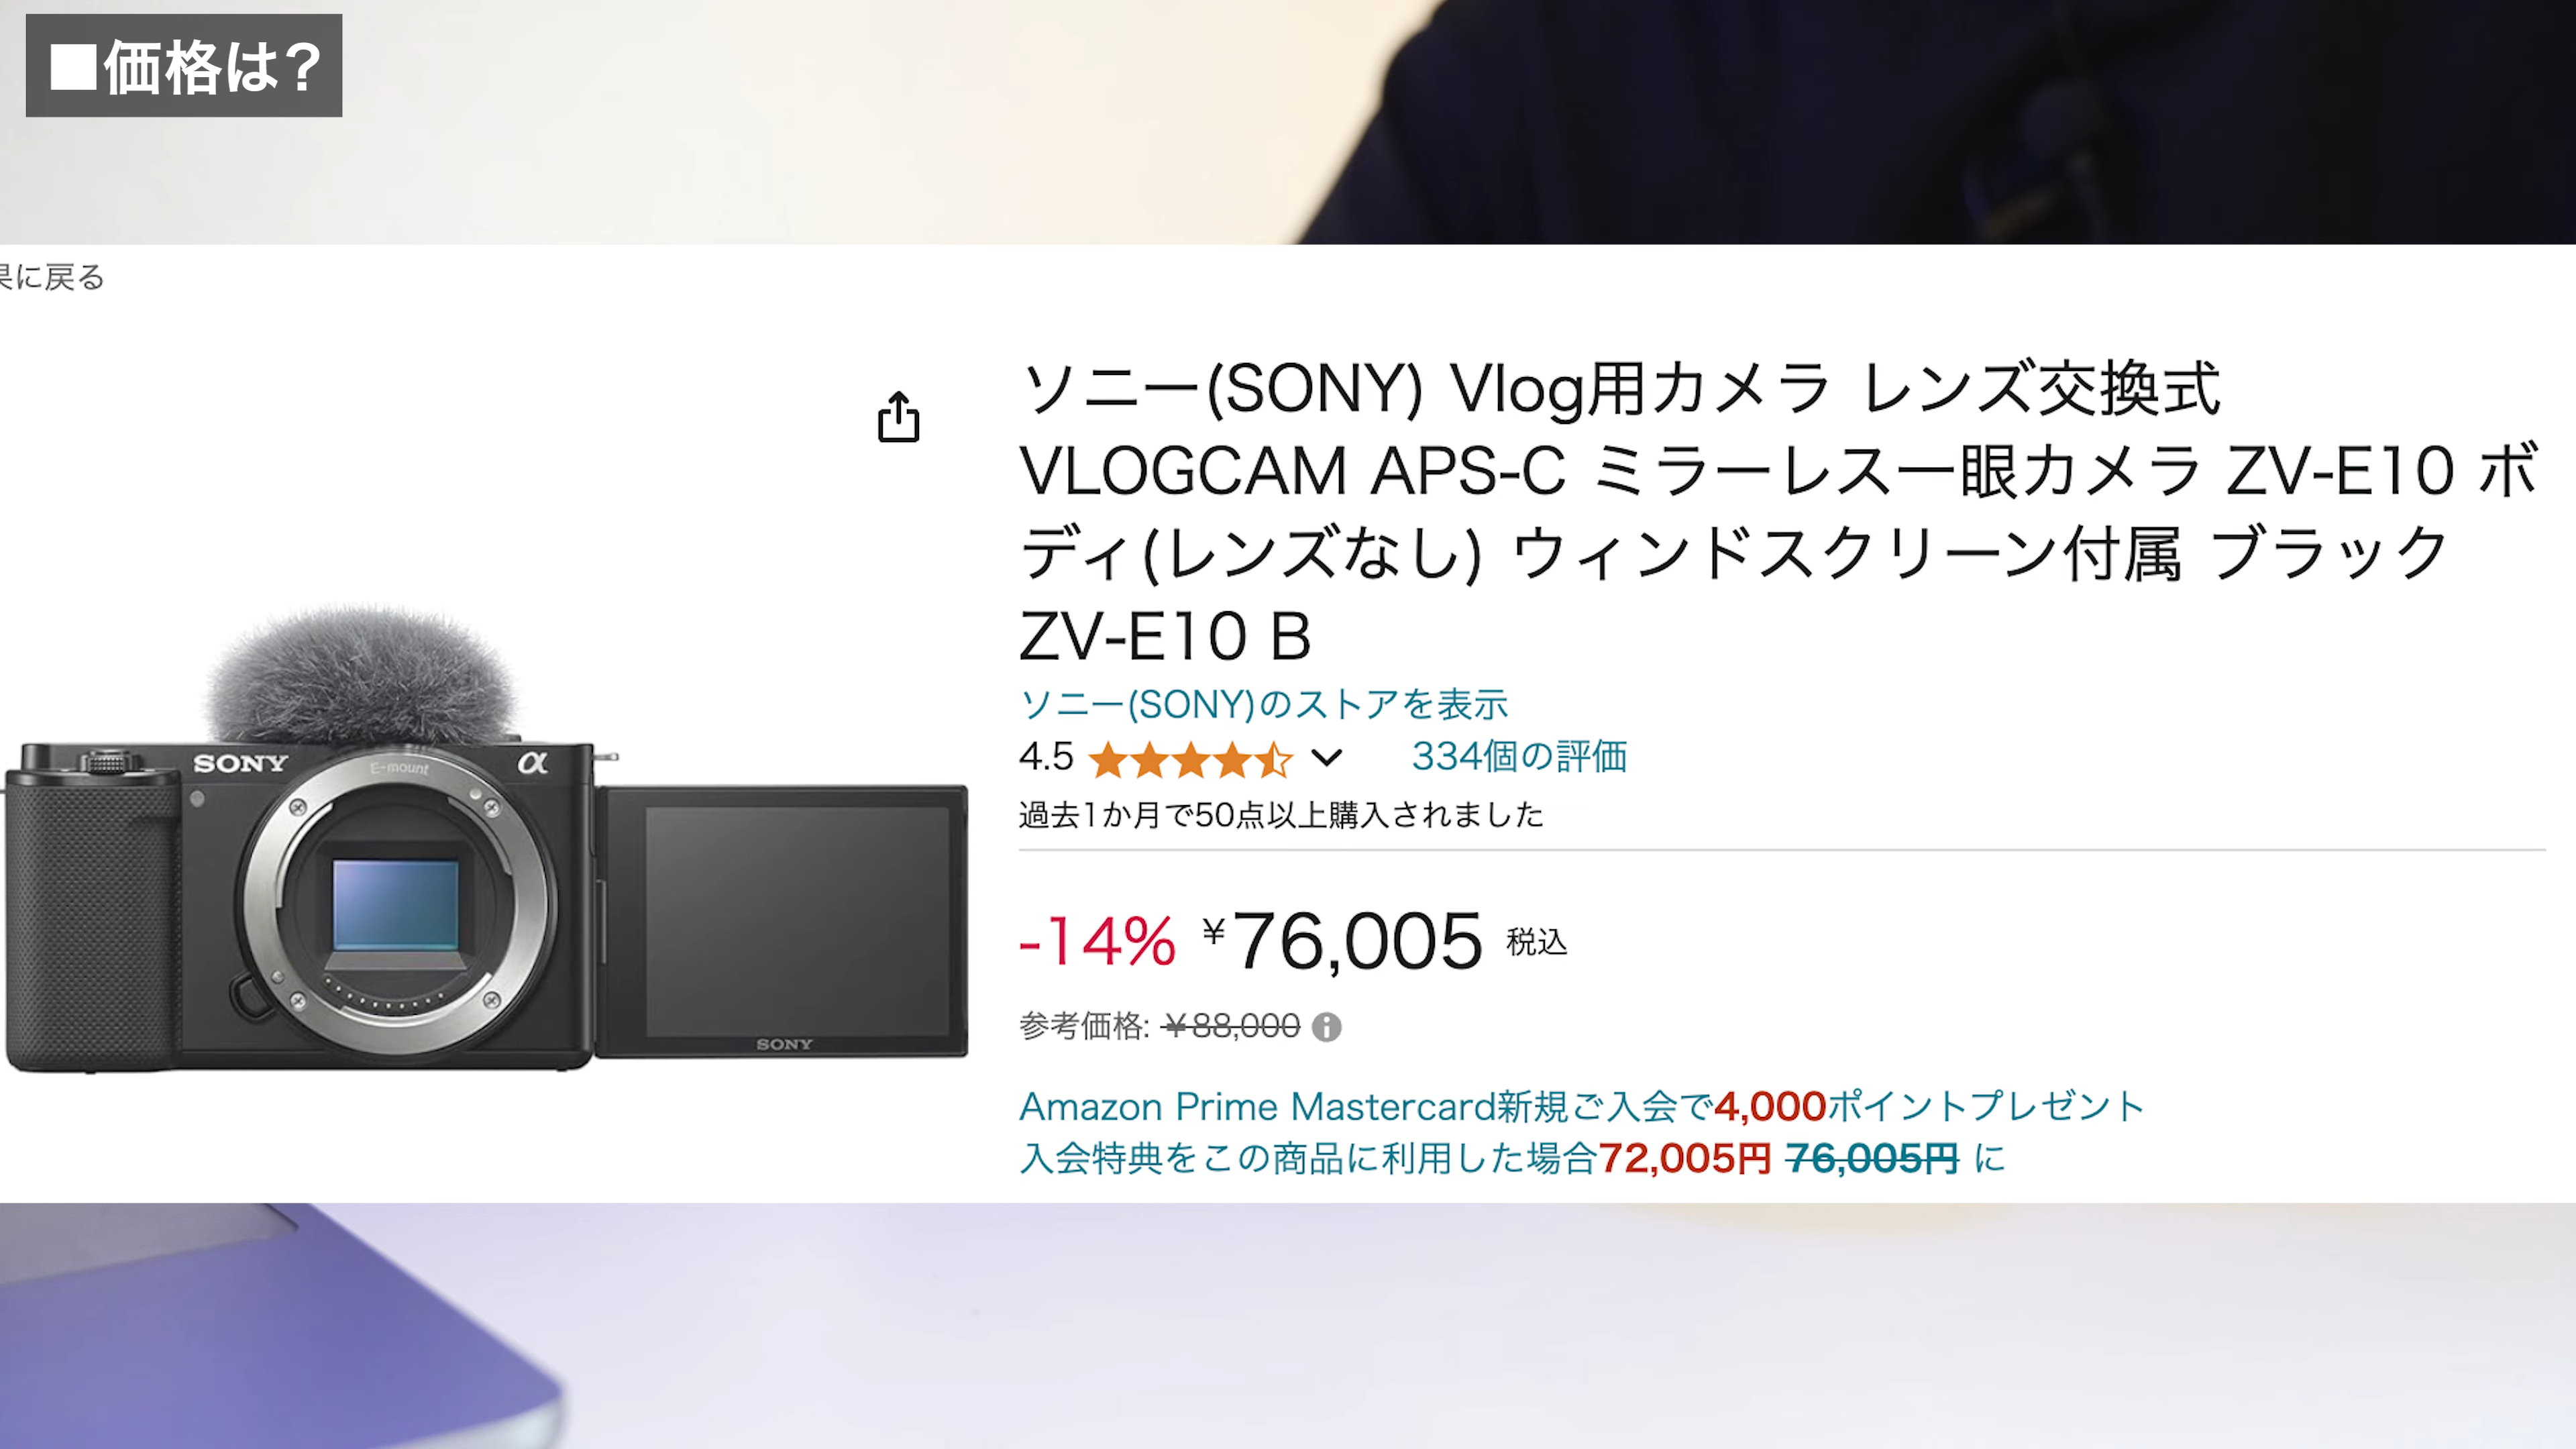 ■価格は？
果に戻る
ソニー(SONY) Vlog用カメラ レンズ交換式
VLOGCAM APS-C ミラーレス一眼カメラ ZV-E10 ボ
ディ(レンズなし) ウィンドスクリーン付属 ブラック
ZV-E10 B
ソニー(SONY)のストアを表示
4.5 334個の評価
過去1か月で50点以上購入されました
SONY α
E-mount
SONY
-14% ¥76,005 税込
参考価格: ¥88,000
Amazon Prime Mastercard新規ご入会で4,000ポイントプレゼント
入会特典をこの商品に利用した場合72,005円 76,005円 に